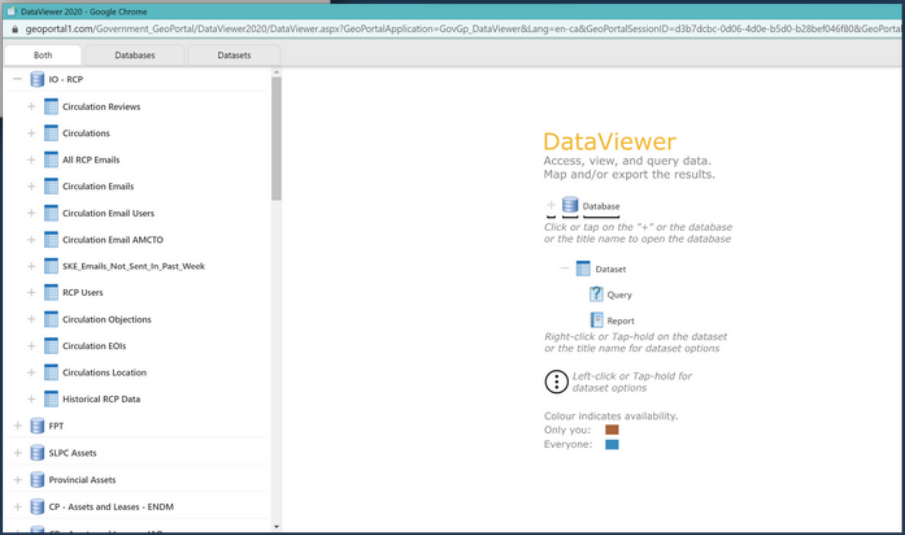 DataViewer 2020 - Google Chrome
geoportal1.com/Government_GeoPortal/DataViewer2020/DataViewer.aspx?GeoPortalApplication=GovGp_DataViewer&Lang=en-ca&GeoPortalSessionID=d3b7dcbc-0d06-4d0e-b5d0-b28bef046f80&GeoPortal
Both Databases Datasets
IO - RCP
Circulation Reviews
Circulations
All RCP Emails
Circulation Emails
Circulation Email Users
Circulation Email AMCTO
SKE_Emails_Not_Sent_In_Past_Week
RCP Users
Circulation Objections
Circulation EOIs
Circulations Location
Historical RCP Data
FPT
SLPC Assets
Provincial Assets
CP - Assets and Leases - ENDM
DataViewer
Access, view, and query data.
Map and/or export the results.
Database
Click or tap on the "+" or the database
or the title name to open the database
Dataset
Query
Report
Right-click or Tap-hold on the dataset
or the title name for dataset options
Left-click or Tap-hold for
dataset options
Colour indicates availability.
Only you:
Everyone: